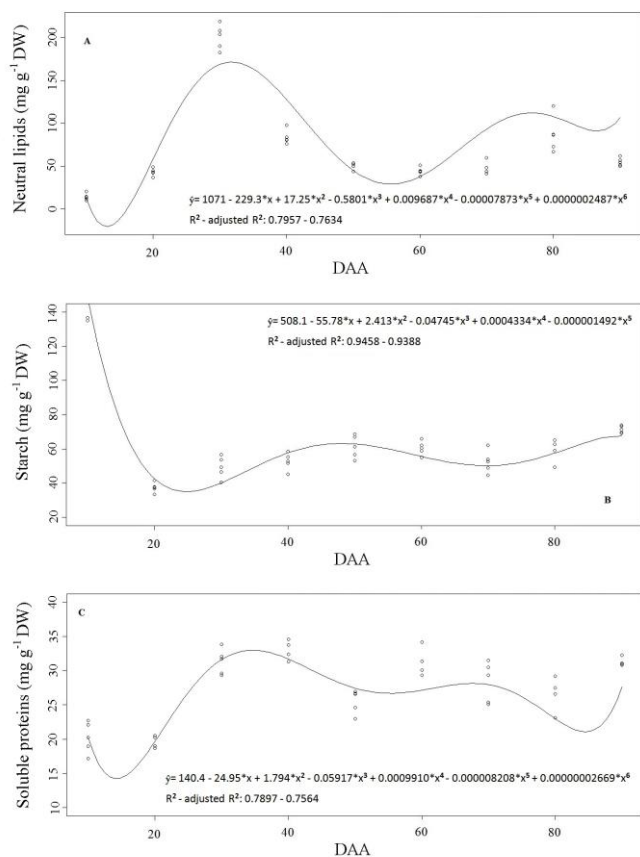 A
Neutral lipids (mg g⁻¹ DW)
200
150
100
50
0
ŷ= 1071 - 229.3*x + 17.25*x² - 0.5801*x³ + 0.009687*x⁴ - 0.00007873*x⁵ + 0.0000002487*x⁶
R² - adjusted R²: 0.7957 - 0.7634
20 40 60 80
DAA
Starch (mg g⁻¹ DW)
140
120
100
80
60
40
20
ŷ= 508.1 - 55.78*x + 2.413*x² - 0.04745*x³ + 0.0004334*x⁴ - 0.000001492*x⁵
R² - adjusted R²: 0.9458 - 0.9388
B
20 40 60 80
DAA
C
Soluble proteins (mg g⁻¹ DW)
40
35
30
25
20
15
10
ŷ= 140.4 - 24.95*x + 1.794*x² - 0.05917*x³ + 0.0009910*x⁴ - 0.000008208*x⁵ + 0.00000002669*x⁶
R² - adjusted R²: 0.7897 - 0.7564
20 40 60 80
DAA